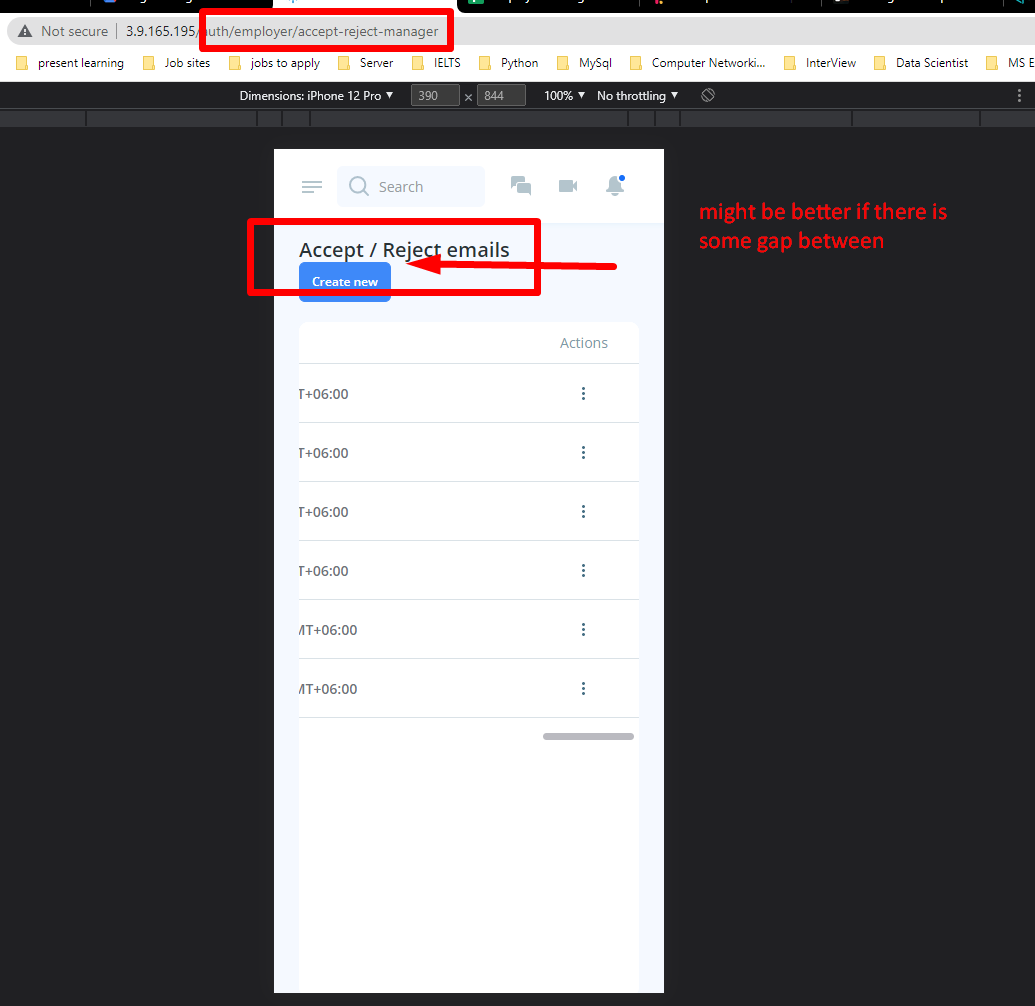 Not secure 3.9.165.195/auth/employer/accept-reject-manager
present learning Job sites jobs to apply Server IELTS Python MySql Computer Networki... InterView Data Scientist MS E
Dimensions: iPhone 12 Pro 390 x 844 100% No throttling
Search
might be better if there is
some gap between
Accept / Reject emails
Create new
Actions
T+06:00
T+06:00
T+06:00
T+06:00
MT+06:00
MT+06:00